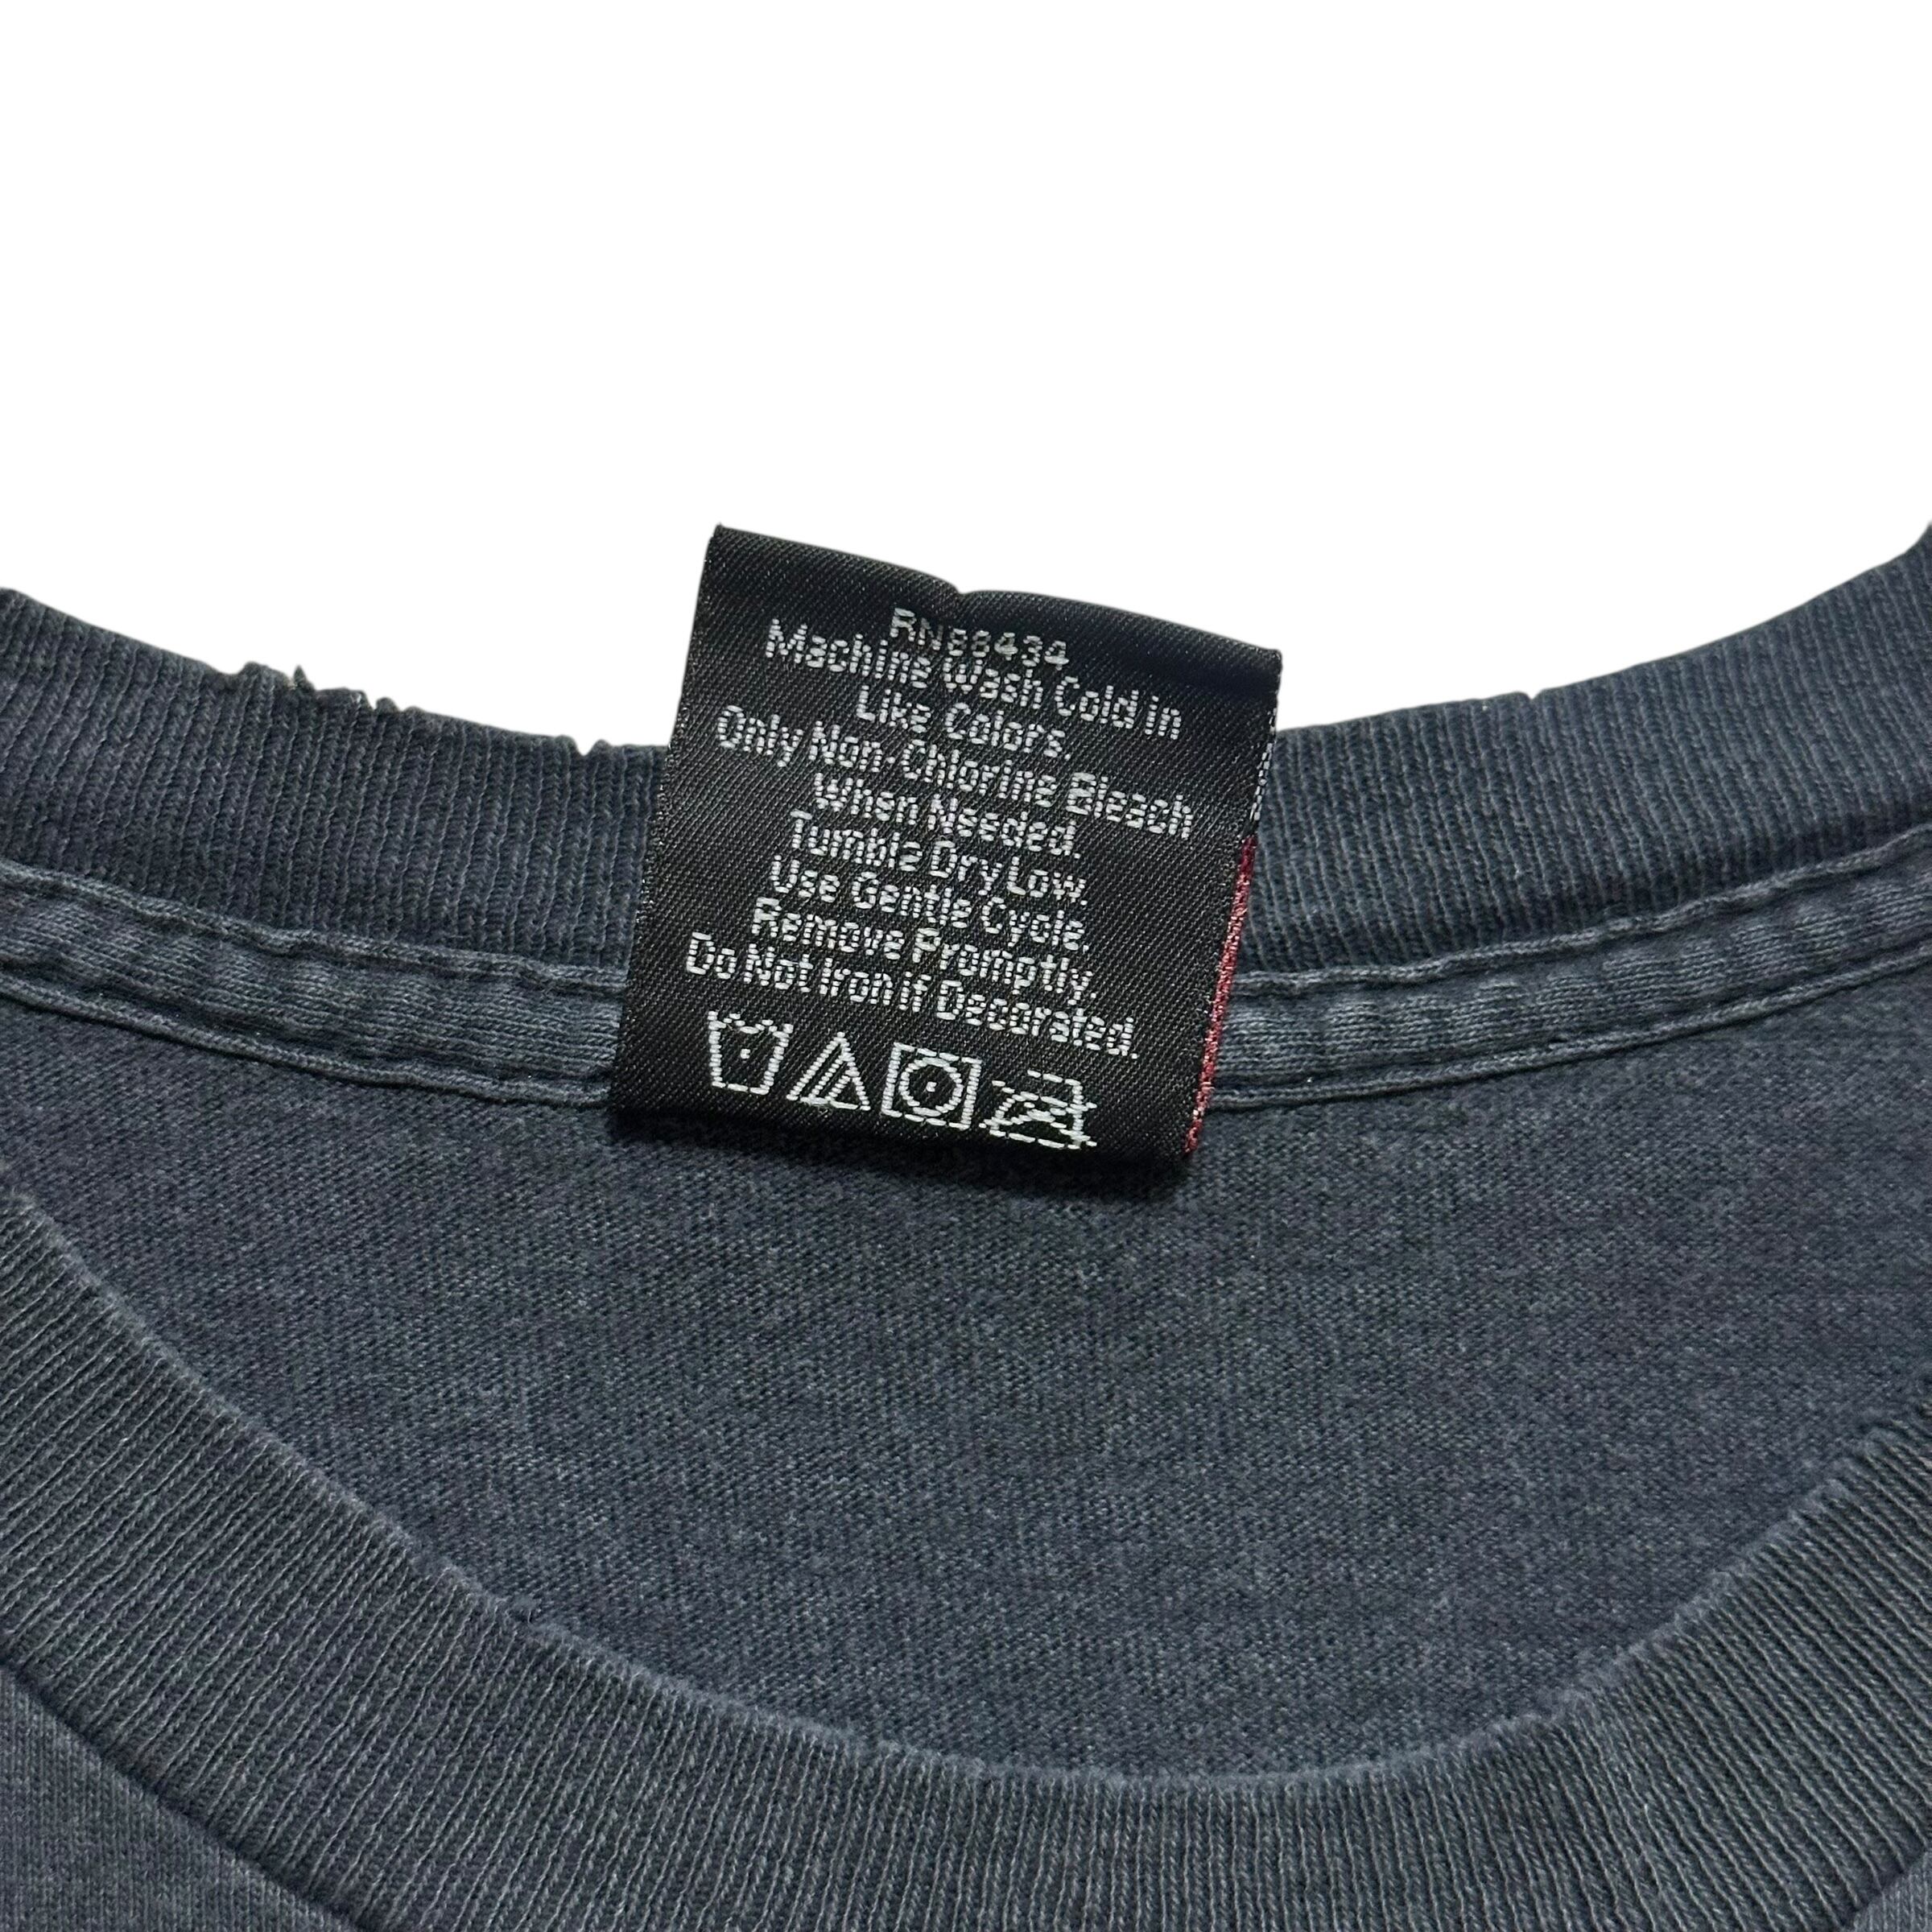 RN88434
Machine Wash Cold in
Like Colors.
Only Non-Chlorine Bleach
When Needed.
Tumble Dry Low.
Use Gentle Cycle.
Remove Promptly.
Do Not Iron if Decorated.